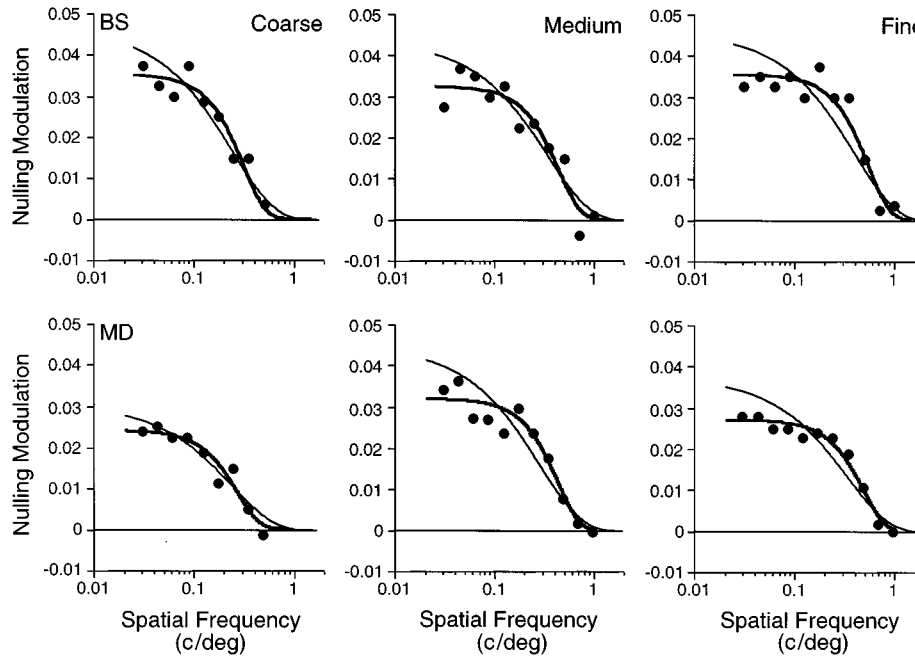 BS Coarse Medium Fine
Nulling Modulation
0.05 0.05 0.05
0.04 0.04 0.04
0.03 0.03 0.03
0.02 0.02 0.02
0.01 0.01 0.01
0 0 0
-0.01 -0.01 -0.01
0.01 0.1 1 0.01 0.1 1 0.01 0.1 1
MD
Nulling Modulation
0.05 0.05 0.05
0.04 0.04 0.04
0.03 0.03 0.03
0.02 0.02 0.02
0.01 0.01 0.01
0 0 0
-0.01 -0.01 -0.01
0.01 0.1 1 0.01 0.1 1 0.01 0.1 1
Spatial Frequency Spatial Frequency Spatial Frequency
(c/deg) (c/deg) (c/deg)